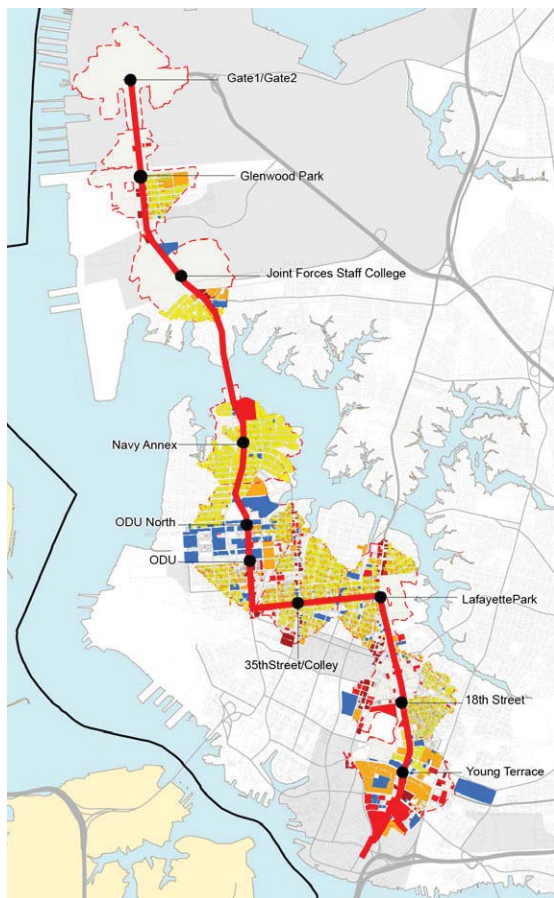 Gate1/Gate2
Glenwood Park
Joint Forces Staff College
Navy Annex
ODU North
ODU
LafayettePark
35thStreet/Colley
18th Street
Young Terrace